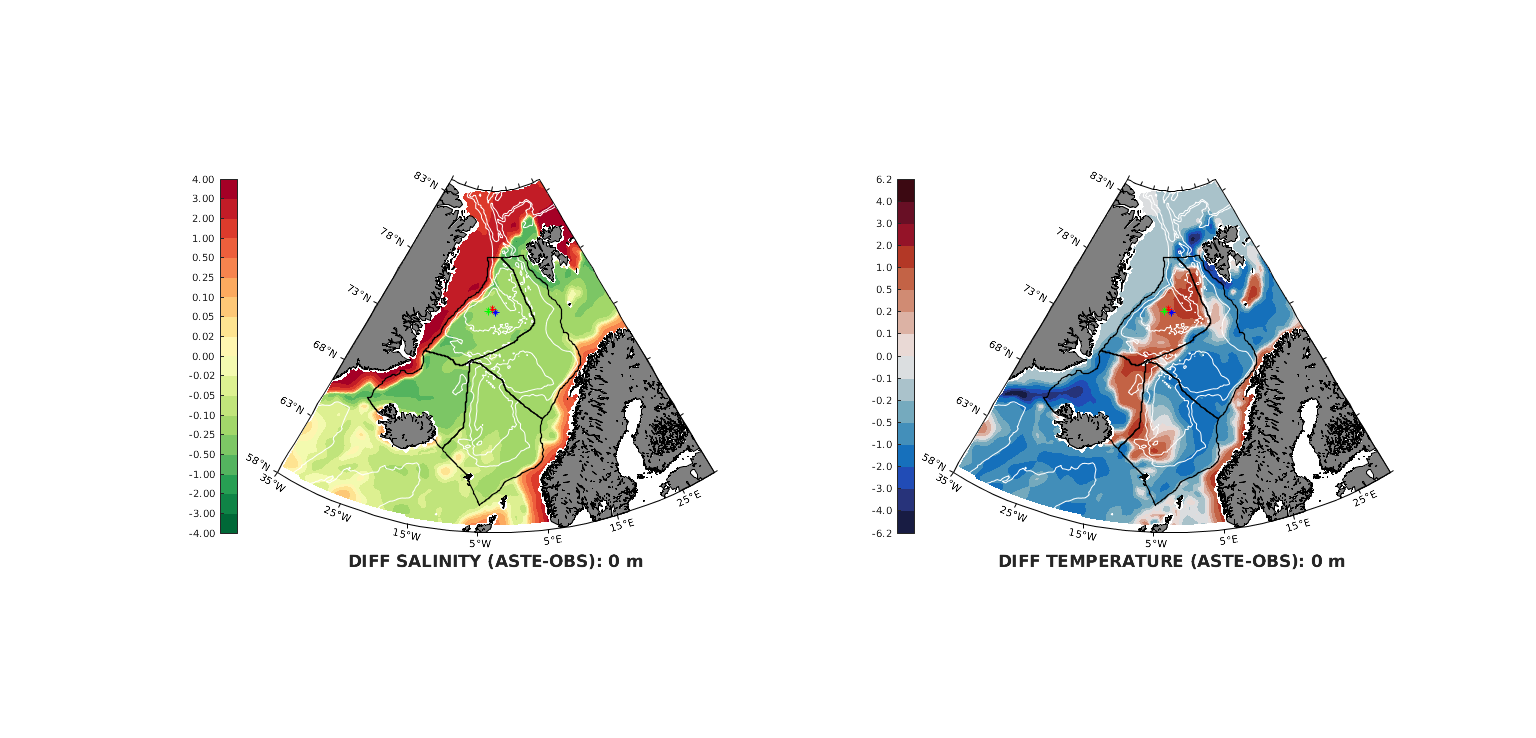 4.00
3.00
2.00
1.00
0.50
0.25
0.10
0.05
0.02
0.00
-0.02
-0.05
-0.10
-0.25
-0.50
-1.00
-2.00
-3.00
-4.00
83°N
78°N
73°N
68°N
63°N
58°N
35°W
25°W
15°W
5°W
5°E
15°E
25°E
DIFF SALINITY (ASTE-OBS): 0 m
6.2
4.0
3.0
2.0
1.0
0.5
0.2
0.1
0.0
-0.1
-0.2
-0.5
-1.0
-2.0
-3.0
-4.0
-6.2
83°N
78°N
73°N
68°N
63°N
58°N
35°W
25°W
15°W
5°W
5°E
15°E
25°E
DIFF TEMPERATURE (ASTE-OBS): 0 m